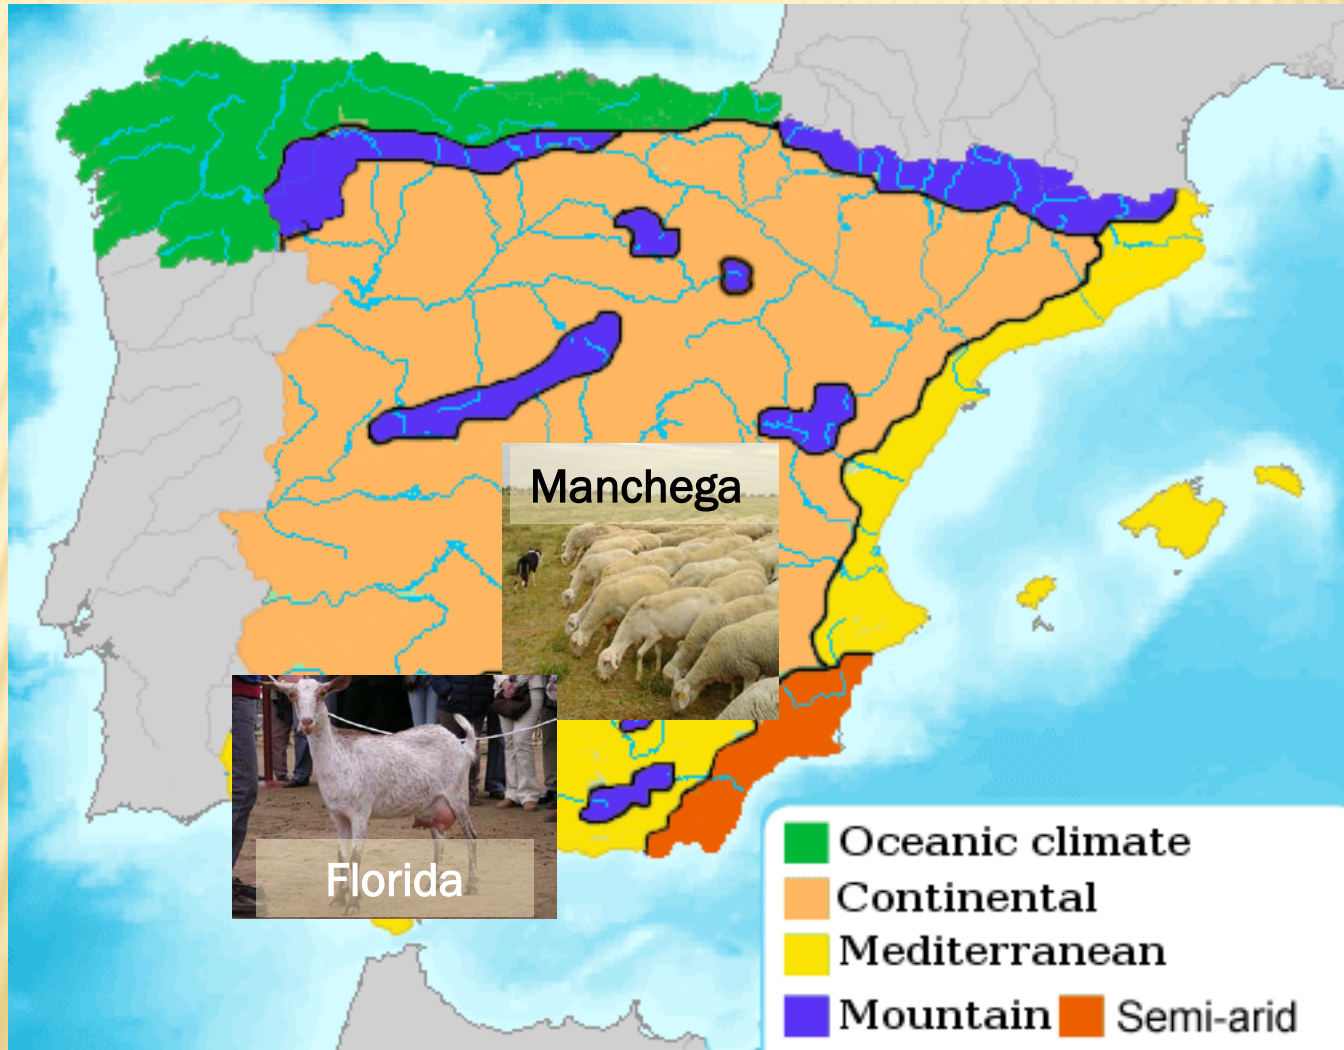 Manchega
Florida
Oceanic climate
Continental
Mediterranean
Mountain
Semi-arid